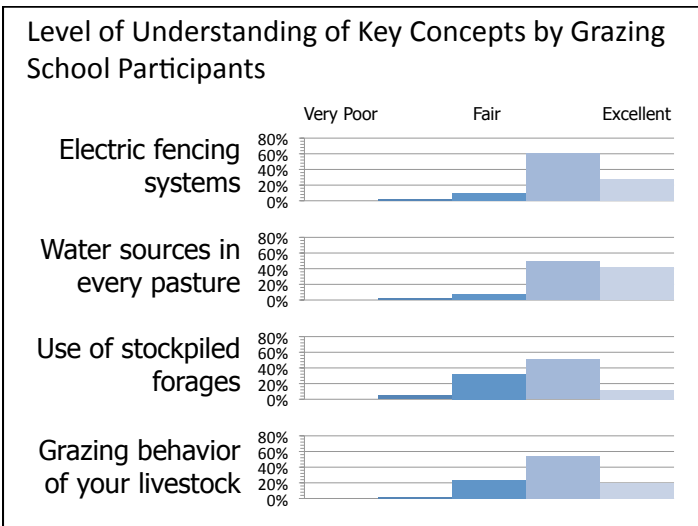 Level of Understanding of Key Concepts by Grazing
School Participants
Very Poor Fair Excellent
Electric fencing
systems
80%
60%
40%
20%
0%
Water sources in
every pasture
80%
60%
40%
20%
0%
Use of stockpiled
forages
80%
60%
40%
20%
0%
Grazing behavior
of your livestock
80%
60%
40%
20%
0%